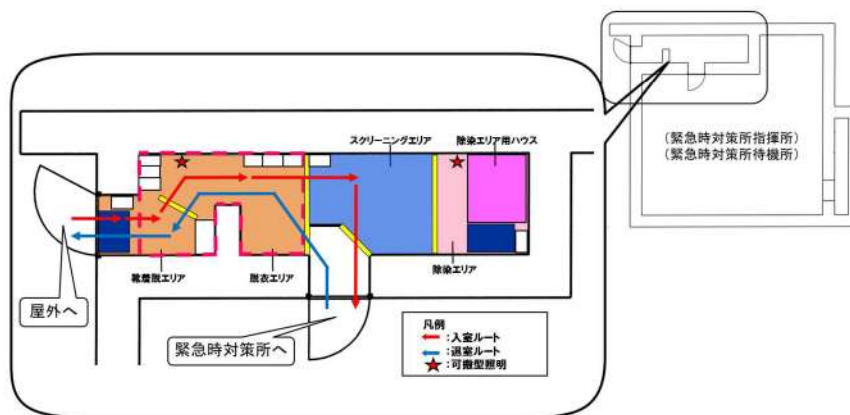 スクリーニングエリア
除染エリア用ハウス
(緊急時対策所指揮所)
(緊急時対策所待機所)
靴着脱エリア
脱衣エリア
除染エリア
屋外へ
緊急時対策所へ
凡例
:入室ルート
:退室ルート
:可搬型照明